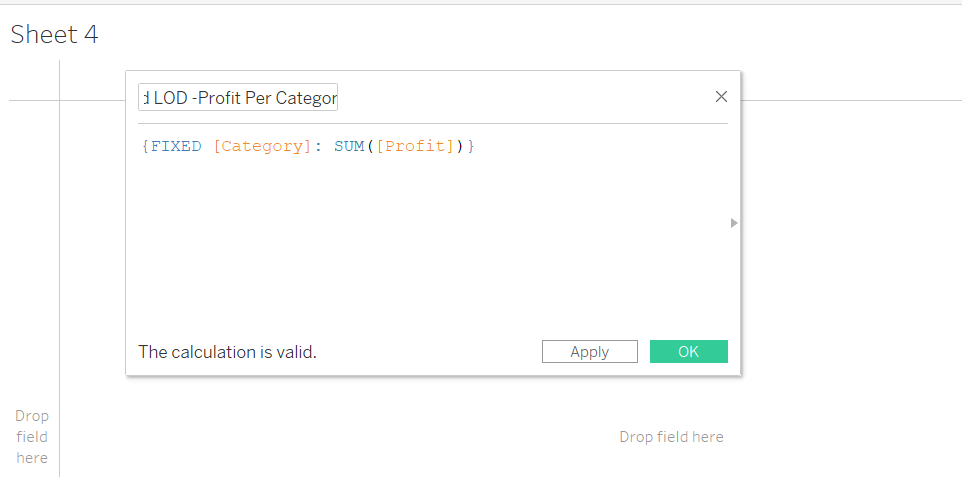 Sheet 4
d LOD -Profit Per Categor
{FIXED [Category]: SUM([Profit])}
The calculation is valid.
Apply
OK
Drop
field
here
Drop field here